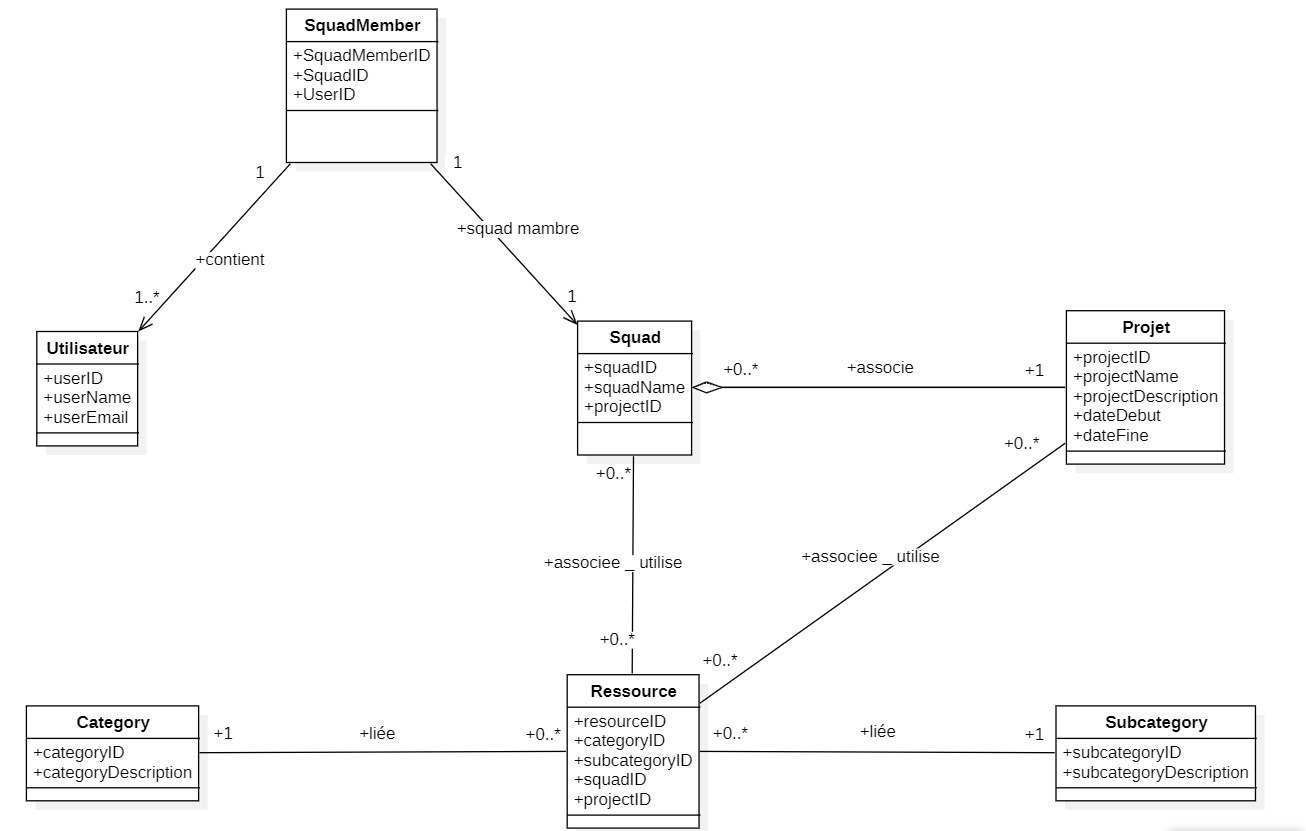 SquadMember
+SquadMemberID
+SquadID
+UserID
1
1
+contient
+squad mambre
1..*
1
Utilisateur
+userID
+userName
+userEmail
Squad
+squadID
+squadName
+projectID
+0..*
+associe
+1
Projet
+projectID
+projectName
+projectDescription
+dateDebut
+dateFine
+0..*
+0..*
+associee _ utilise
+associee _ utilise
+0..*
+0..*
Ressource
+resourceID
+categoryID
+subcategoryID
+squadID
+projectID
Category
+categoryID
+categoryDescription
+1
+liée
+0..*
+0..*
+liée
+1
Subcategory
+subcategoryID
+subcategoryDescription